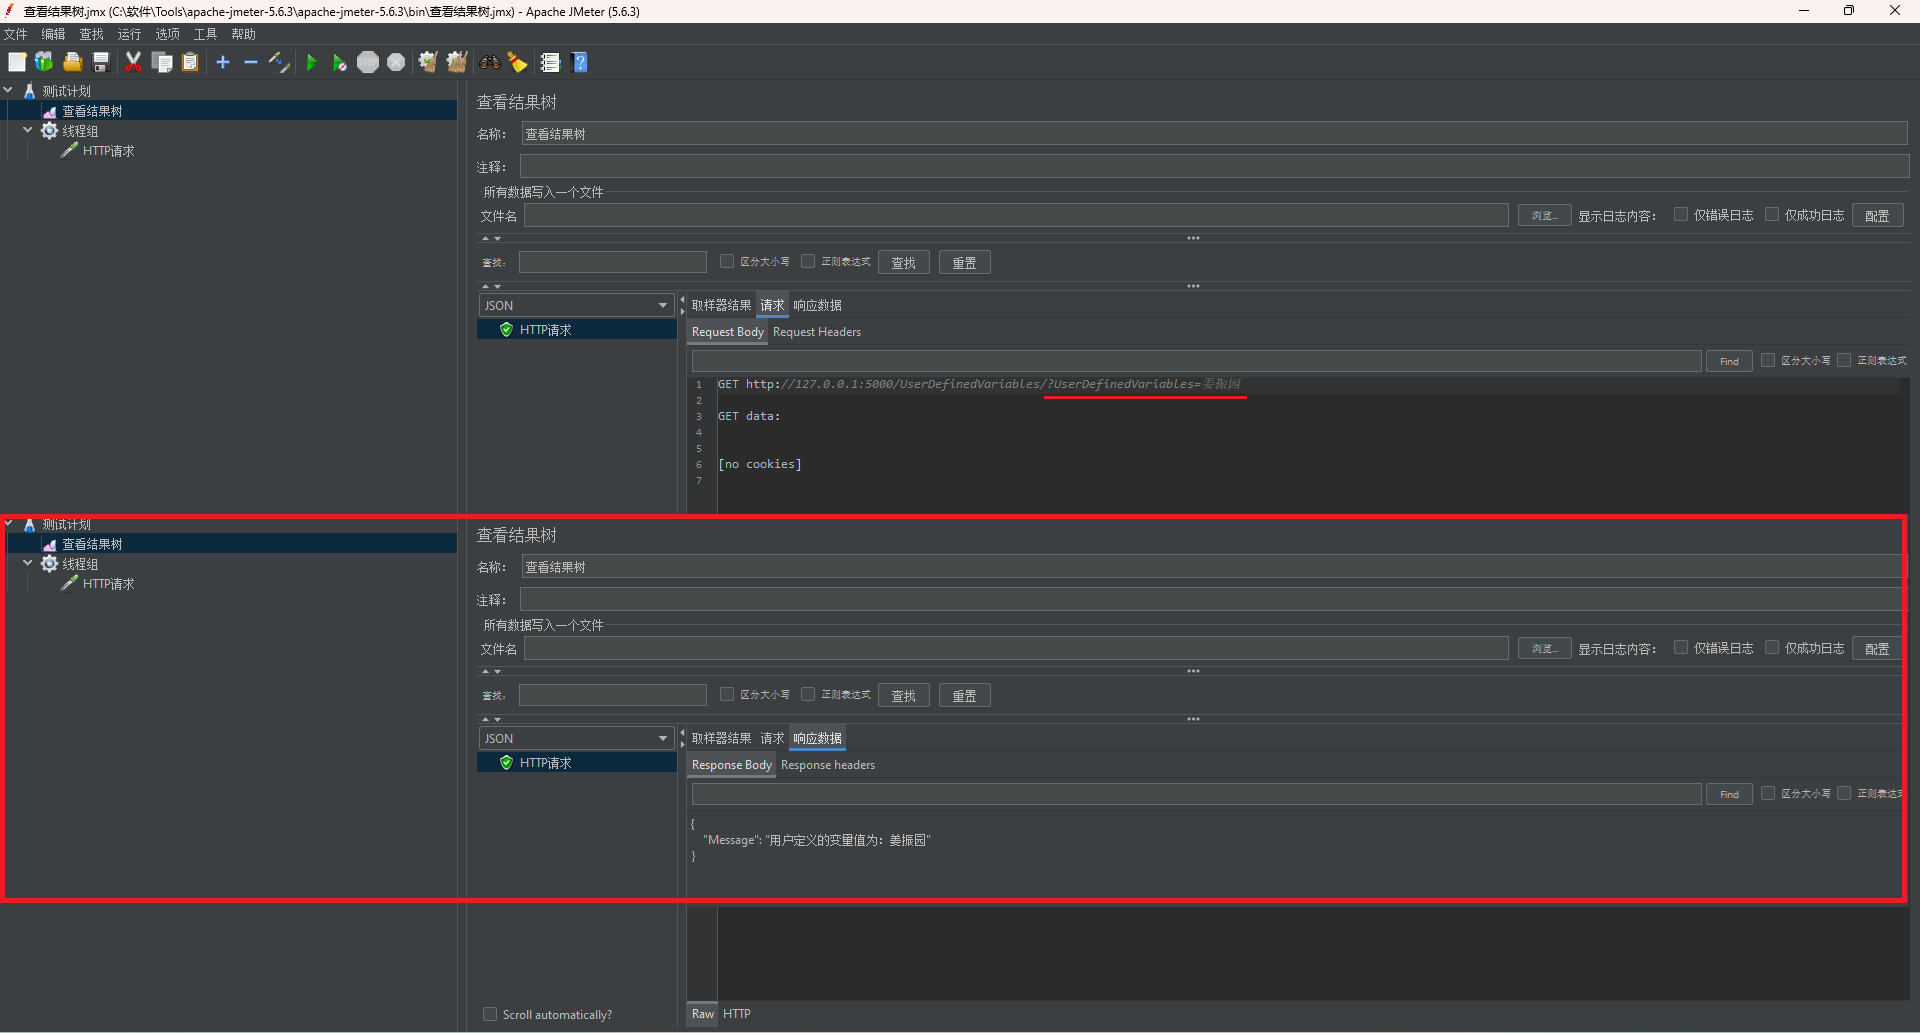 查看结果树.jmx (C:\软件\Tools\apache-jmeter-5.6.3\apache-jmeter-5.6.3\bin\查看结果树.jmx) - Apache JMeter (5.6.3)
文件 编辑 查找 运行 选项 工具 帮助
测试计划
查看结果树
线程组
HTTP请求
查看结果树
名称： 查看结果树
注释：
所有数据写入一个文件
文件名 浏览... 显示日志内容： 仅错误日志 仅成功日志 配置
查找： 区分大小写 正则表达式 查找 重置
JSON
HTTP请求
取样器结果 请求 响应数据
Request Body Request Headers
Find 区分大小写 正则表达式
1 GET http://127.0.0.1:5000/UserDefinedVariables/?UserDefinedVariables=姜振园
2
3 GET data:
4
5
6 [no cookies]
7
测试计划
查看结果树
线程组
HTTP请求
查看结果树
名称： 查看结果树
注释：
所有数据写入一个文件
文件名 浏览... 显示日志内容： 仅错误日志 仅成功日志 配置
查找： 区分大小写 正则表达式 查找 重置
JSON
HTTP请求
取样器结果 请求 响应数据
Response Body Response headers
Find 区分大小写 正则表达式
{
"Message": "用户定义的变量值为：姜振园"
}
Scroll automatically?
Raw HTTP